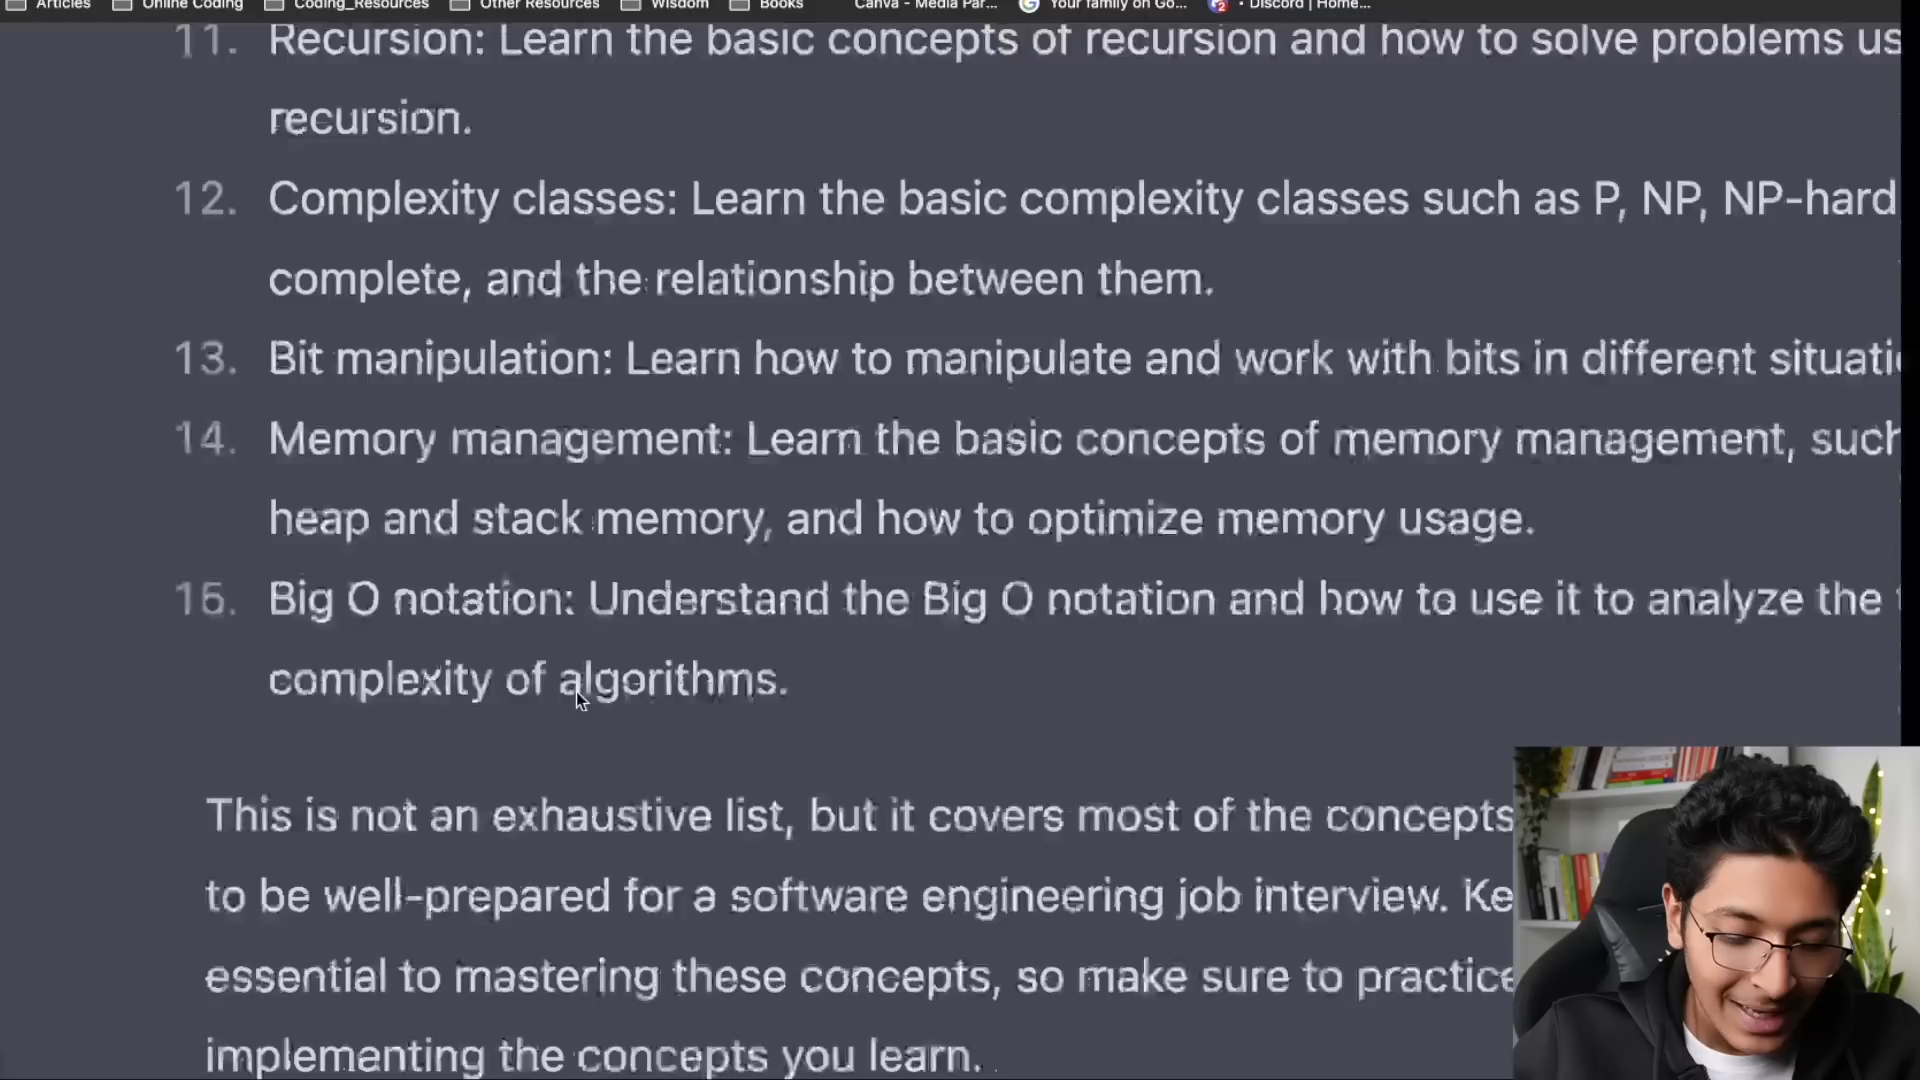 Articles Online Coding Coding_Resources Other Resources Wisdom Books Canva - Media Par... Your family on Go... • Discord | Home...
11. Recursion: Learn the basic concepts of recursion and how to solve problems us
recursion.
12. Complexity classes: Learn the basic complexity classes such as P, NP, NP-hard
complete, and the relationship between them.
13. Bit manipulation: Learn how to manipulate and work with bits in different situati
14. Memory management: Learn the basic concepts of memory management, such
heap and stack memory, and how to optimize memory usage.
15. Big O notation: Understand the Big O notation and how to use it to analyze the
complexity of algorithms.
This is not an exhaustive list, but it covers most of the concepts
to be well-prepared for a software engineering job interview. Ke
essential to mastering these concepts, so make sure to practice
implementing the concepts you learn.